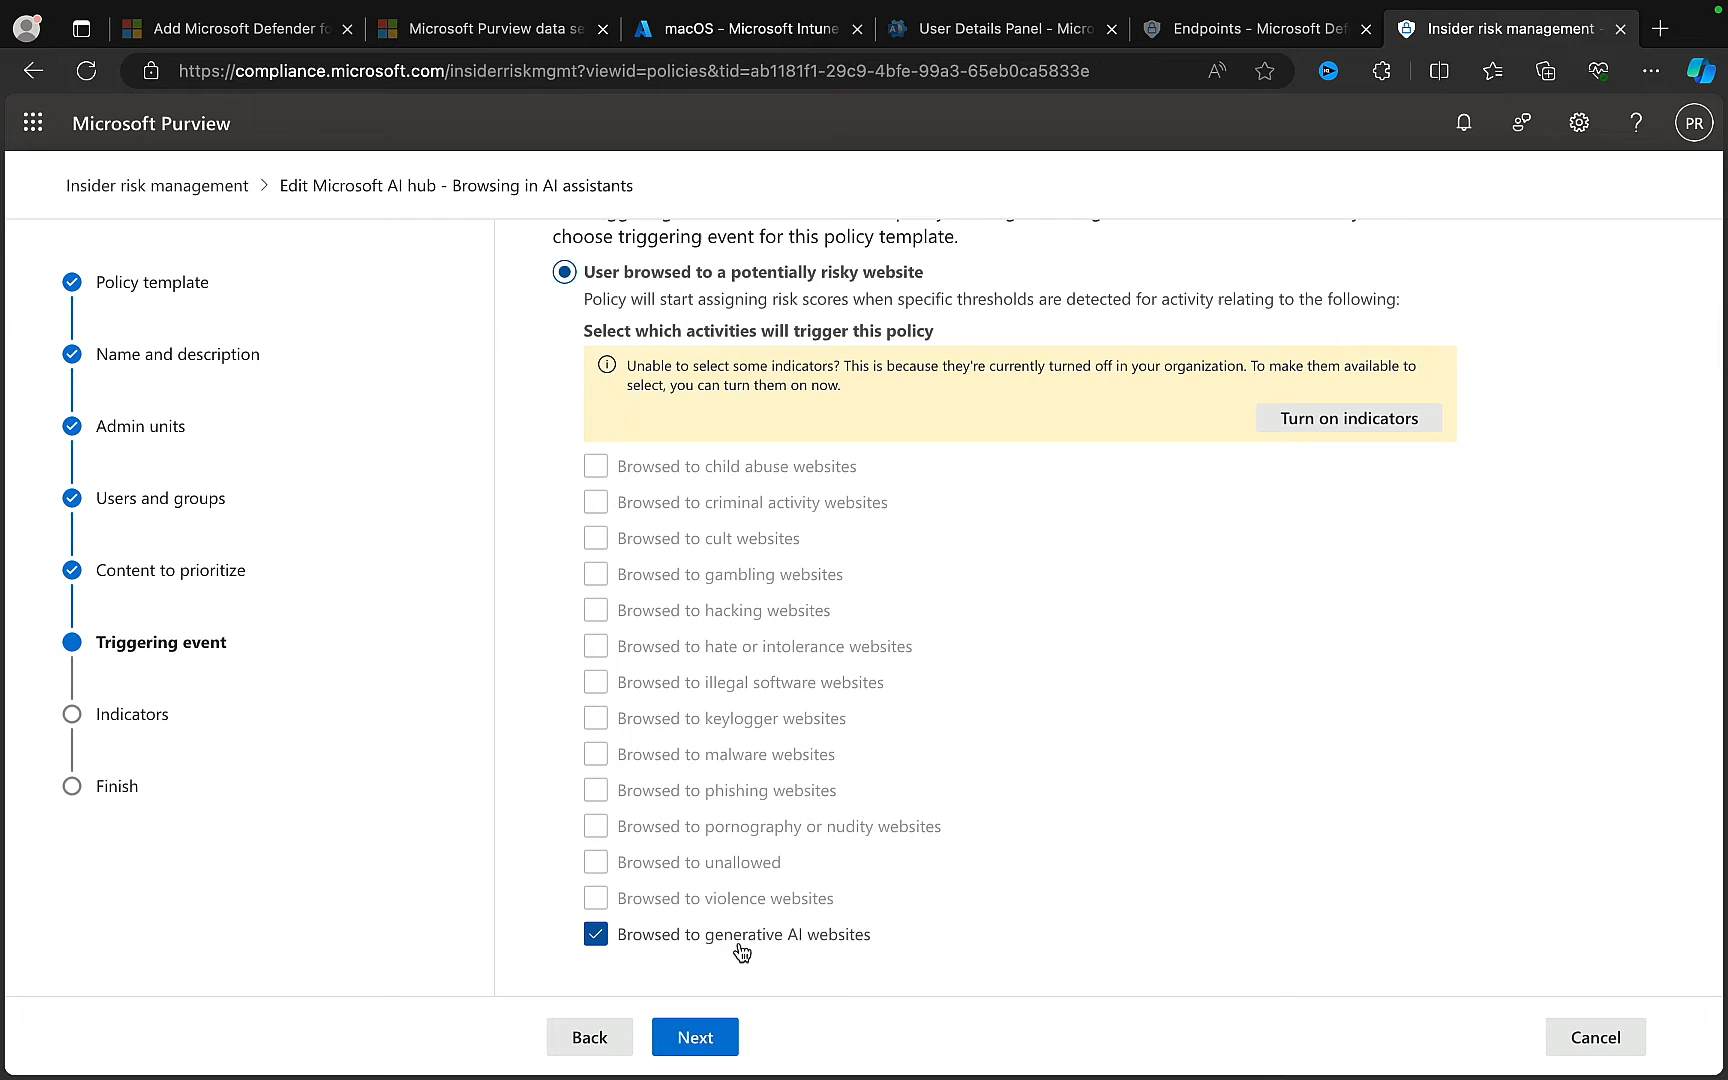 Add Microsoft Defender fo
Microsoft Purview data se
macOS - Microsoft Intune
User Details Panel - Micro
Endpoints - Microsoft Def
Insider risk management -
https://compliance.microsoft.com/insiderriskmgmt?viewid=policies&tid=ab1181f1-29c9-4bfe-99a3-65eb0ca5833e
Microsoft Purview
PR
Insider risk management > Edit Microsoft AI hub - Browsing in AI assistants
Policy template
Name and description
Admin units
Users and groups
Content to prioritize
Triggering event
Indicators
Finish
choose triggering event for this policy template.
User browsed to a potentially risky website
Policy will start assigning risk scores when specific thresholds are detected for activity relating to the following:
Select which activities will trigger this policy
Unable to select some indicators? This is because they're currently turned off in your organization. To make them available to
select, you can turn them on now.
Turn on indicators
Browsed to child abuse websites
Browsed to criminal activity websites
Browsed to cult websites
Browsed to gambling websites
Browsed to hacking websites
Browsed to hate or intolerance websites
Browsed to illegal software websites
Browsed to keylogger websites
Browsed to malware websites
Browsed to phishing websites
Browsed to pornography or nudity websites
Browsed to unallowed
Browsed to violence websites
Browsed to generative AI websites
Back
Next
Cancel